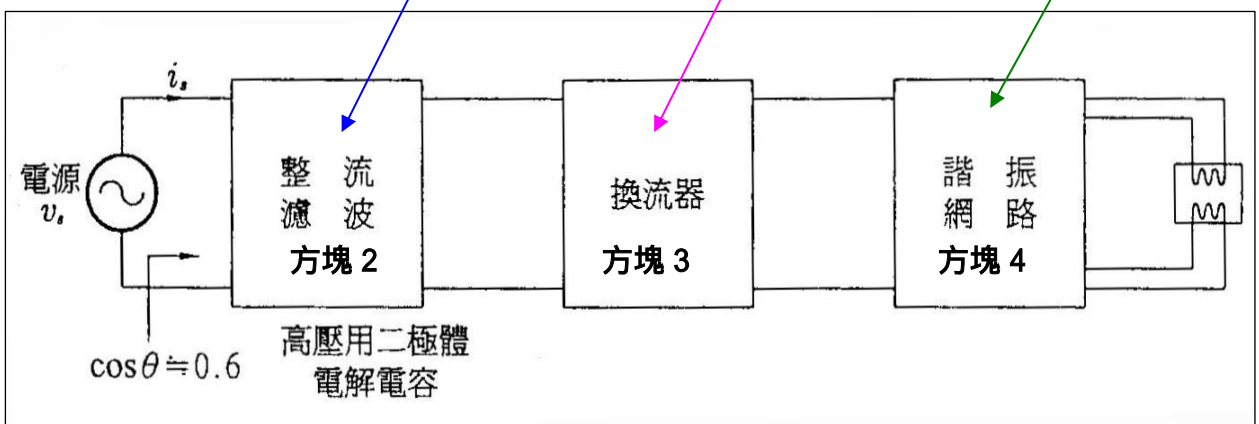 i_s
電源
v_s
整 流
濾 波
方塊 2
換流器
方塊 3
諧 振
網 路
方塊 4
cosθ≒0.6
高壓用二極體
電解電容